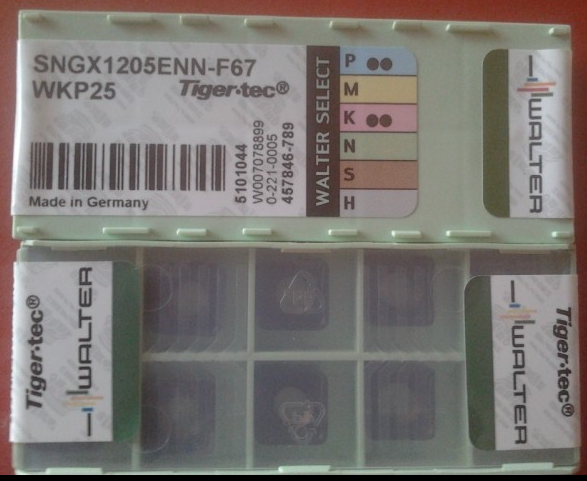 SNGX1205ENN-F67
WKP25 Tiger·tec®
Made in Germany
5101044
W007078899
0-221-0005
457846-789
WALTER SELECT
P
M
K
N
S
H
WALTER
Tiger·tec®
WALTER
WALTER
Tiger·tec®